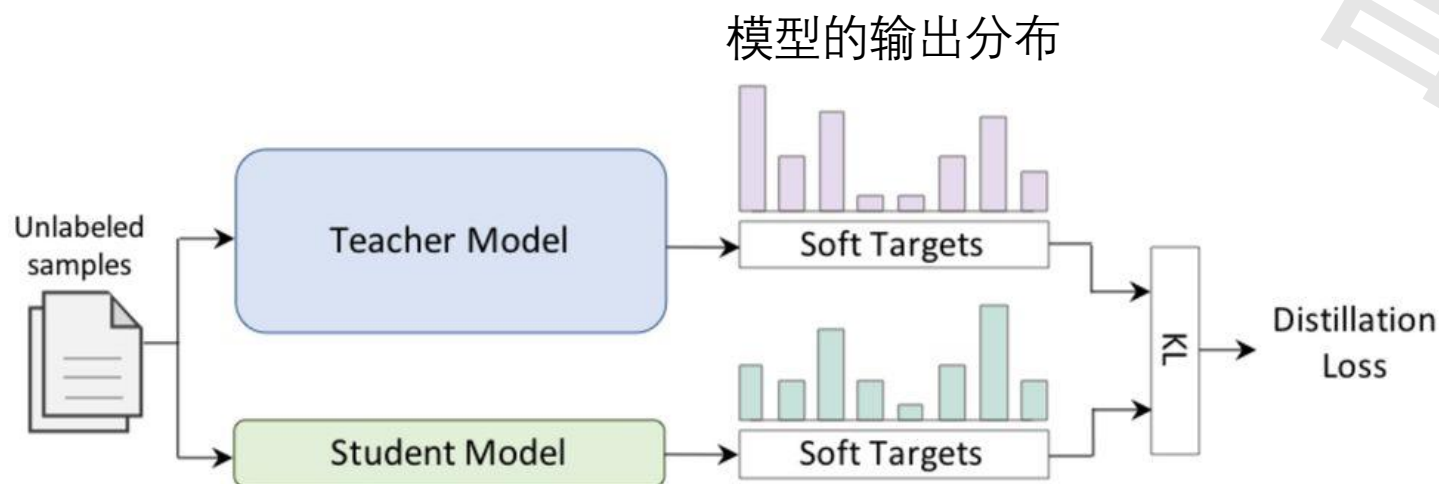 模型的输出分布
Unlabeled
samples
Teacher Model
Soft Targets
KL
Distillation
Loss
Student Model
Soft Targets